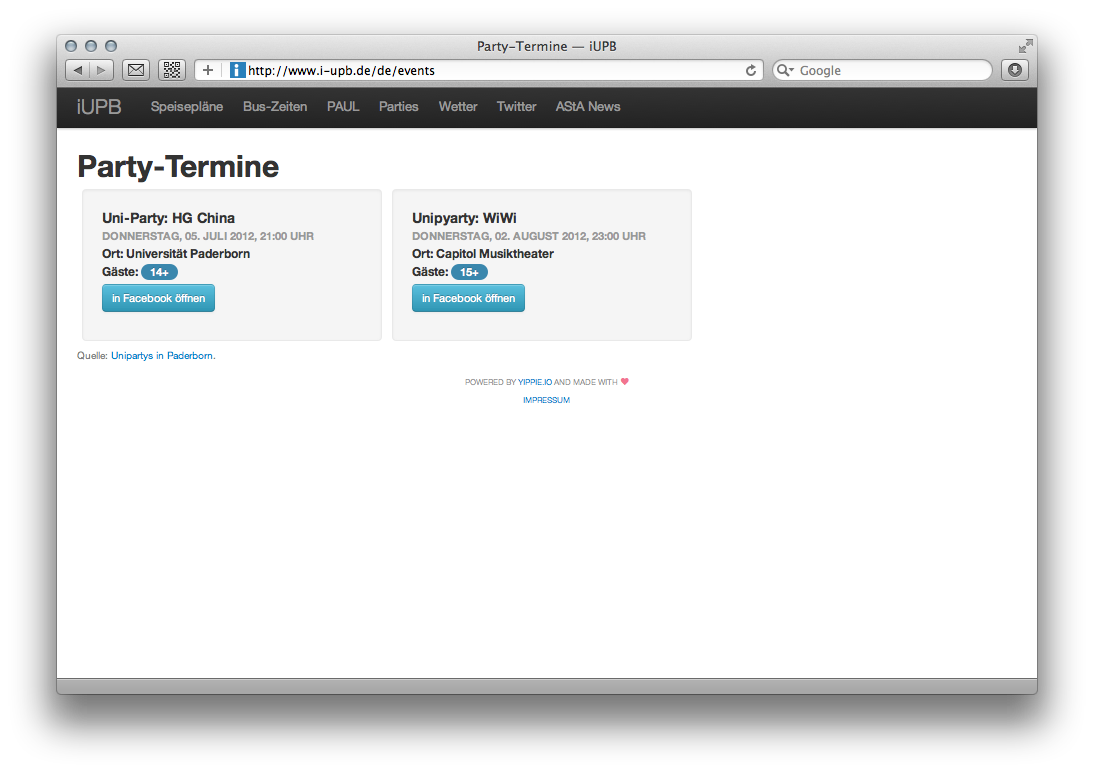 Party-Termine — iUPB
http://www.i-upb.de/de/events
Google
iUPB Speisepläne Bus-Zeiten PAUL Parties Wetter Twitter AStA News
Party-Termine
Uni-Party: HG China
DONNERSTAG, 05. JULI 2012, 21:00 UHR
Ort: Universität Paderborn
Gäste: 14+
in Facebook öffnen
Unipyarty: WiWi
DONNERSTAG, 02. AUGUST 2012, 23:00 UHR
Ort: Capitol Musiktheater
Gäste: 15+
in Facebook öffnen
Quelle: Unipartys in Paderborn.
POWERED BY YIPPIE.IO AND MADE WITH ♥
IMPRESSUM